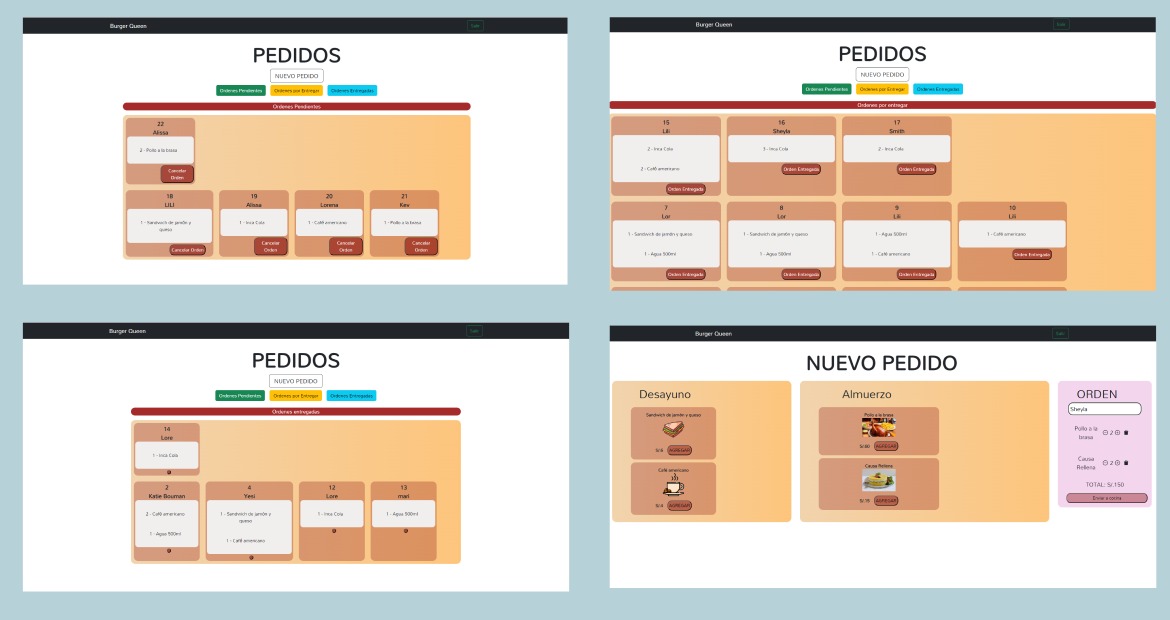 Burger Queen
Salir
PEDIDOS
NUEVO PEDIDO
Ordenes Pendientes
Ordenes por Entregar
Ordenes Entregadas
Ordenes Pendientes
22
Alissa
2 - Pollo a la brasa
Cancelar
Orden
18
LILI
1 - Sandwich de jamón y
queso
Cancelar Orden
19
Alissa
1 - Inca Cola
Cancelar
Orden
20
Lorena
1 - Café americano
Cancelar
Orden
21
Kev
1 - Pollo a la brasa
Cancelar
Orden
Burger Queen
Salir
PEDIDOS
NUEVO PEDIDO
Ordenes Pendientes
Ordenes por Entregar
Ordenes Entregadas
Ordenes por entregar
15
Lili
2 - Inca Cola
2 - Café americano
Orden Entregada
16
Sheyla
3 - Inca Cola
Orden Entregada
17
Smith
2 - Inca Cola
Orden Entregada
7
Lor
1 - Sandwich de jamón y queso
1 - Agua 500ml
Orden Entregada
8
Lor
1 - Sandwich de jamón y queso
1 - Agua 500ml
Orden Entregada
9
Lili
1 - Agua 500ml
1 - Café americano
Orden Entregada
10
Lili
1 - Café americano
Orden Entregada
Burger Queen
Salir
PEDIDOS
NUEVO PEDIDO
Ordenes Pendientes
Ordenes por Entregar
Ordenes Entregadas
Ordenes entregadas
14
Lore
1 - Inca Cola
2
Katie Bouman
2 - Café americano
1 - Agua 500ml
4
Yesi
1 - Sandwich de jamón y
queso
1 - Café americano
12
Lore
1 - Inca Cola
13
mari
1 - Agua 500ml
Burger Queen
Salir
NUEVO PEDIDO
Desayuno
Sandwich de jamón y queso
AGREGAR
Café americano
AGREGAR
Almuerzo
Pollo a la brasa
S/.60
AGREGAR
Causa Rellena
S/.15
AGREGAR
ORDEN
Sheyla
Pollo a la
brasa
2
Causa
Rellena
2
TOTAL: S/.150
Enviar a cocina